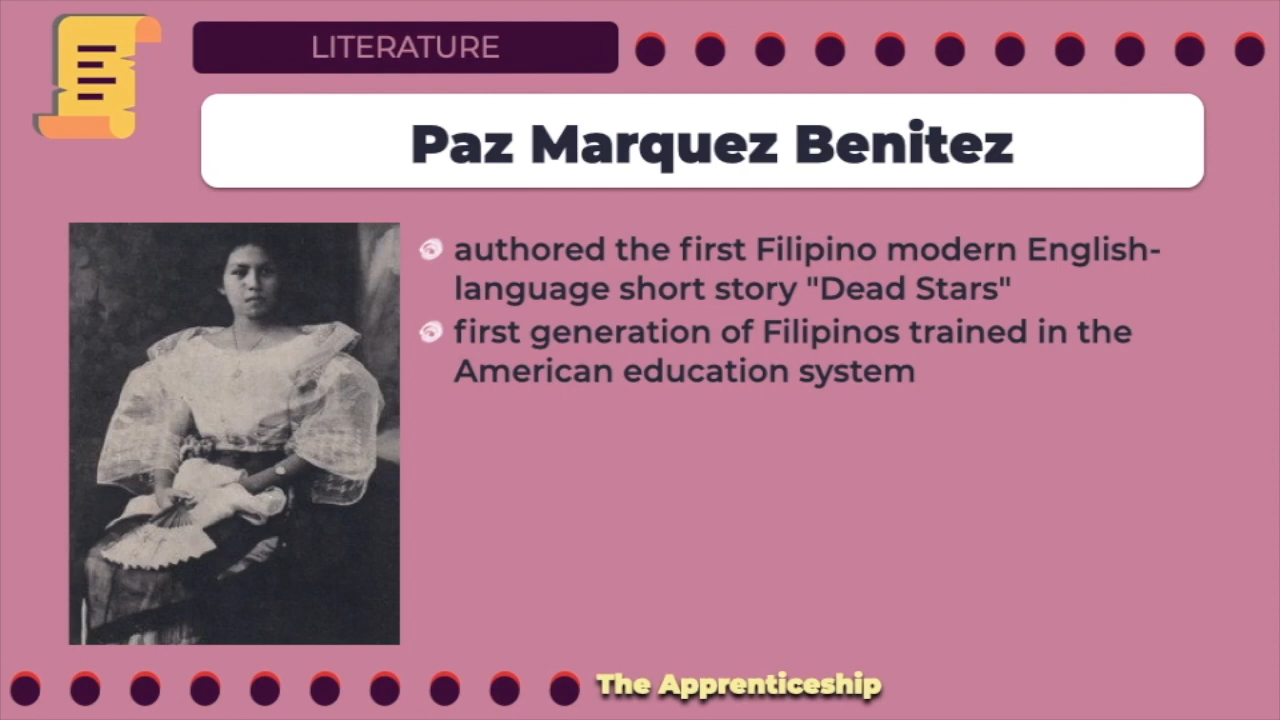 LITERATURE
Paz Marquez Benitez
authored the first Filipino modern English-
language short story "Dead Stars"
first generation of Filipinos trained in the
American education system
The Apprenticeship